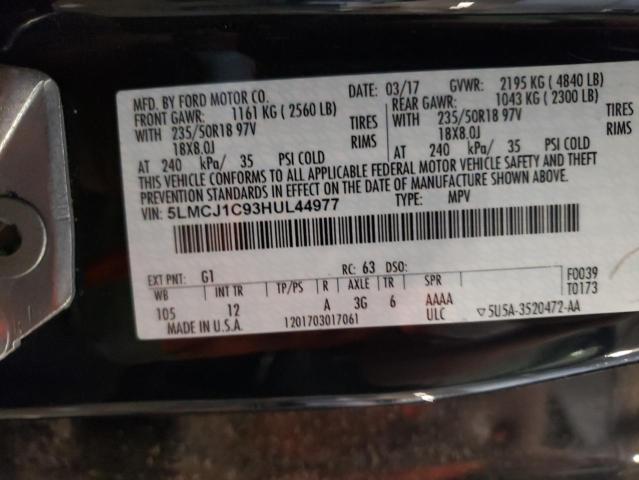 MFD. BY FORD MOTOR CO.
DATE: 03/17 GVWR: 2195 KG ( 4840 LB)
FRONT GAWR: 1161 KG ( 2560 LB) REAR GAWR: 1043 KG ( 2300 LB)
WITH 235/50R18 97V TIRES WITH 235/50R18 97V TIRES
18X8.0J RIMS 18X8.0J RIMS
AT 240 kPa/ 35 PSI COLD AT 240 kPa/ 35 PSI COLD
THIS VEHICLE CONFORMS TO ALL APPLICABLE FEDERAL MOTOR VEHICLE SAFETY AND THEFT
PREVENTION STANDARDS IN EFFECT ON THE DATE OF MANUFACTURE SHOWN ABOVE.
VIN: 5LMCJ1C93HUL44977 TYPE: MPV
EXT PNT: G1 RC: 63 DSO: F0039
WB INT TR TP/PS R AXLE TR SPR T0173
105 12 A 3G 6 AAAA
MADE IN U.S.A. 1201703017061 ULC ▽5U5A-3520472-AA